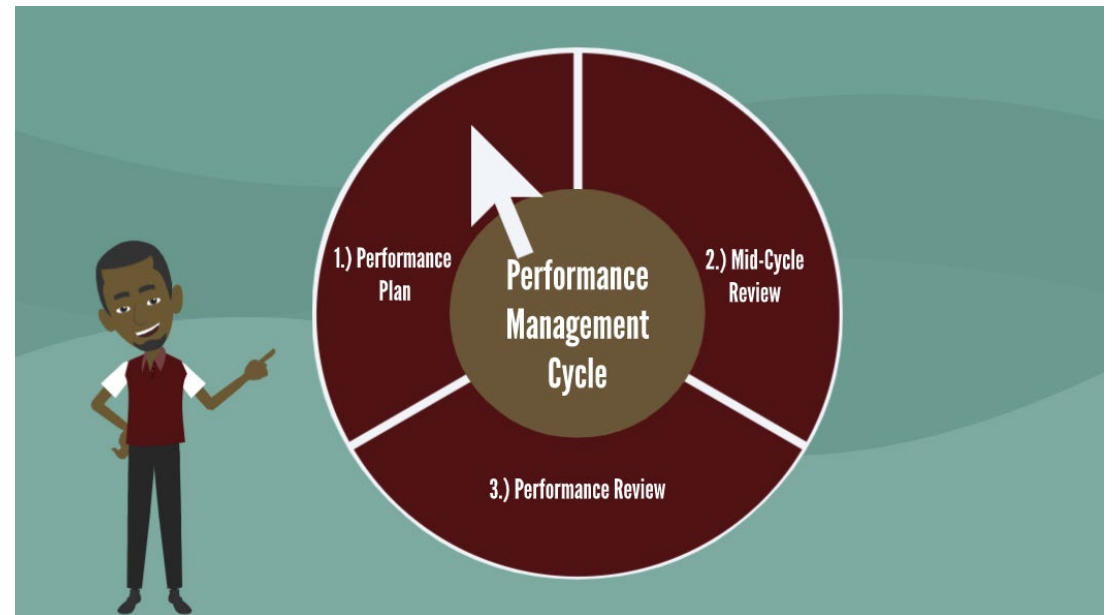 1.) Performance
Plan
Performance
Management
Cycle
2.) Mid-Cycle
Review
3.) Performance Review